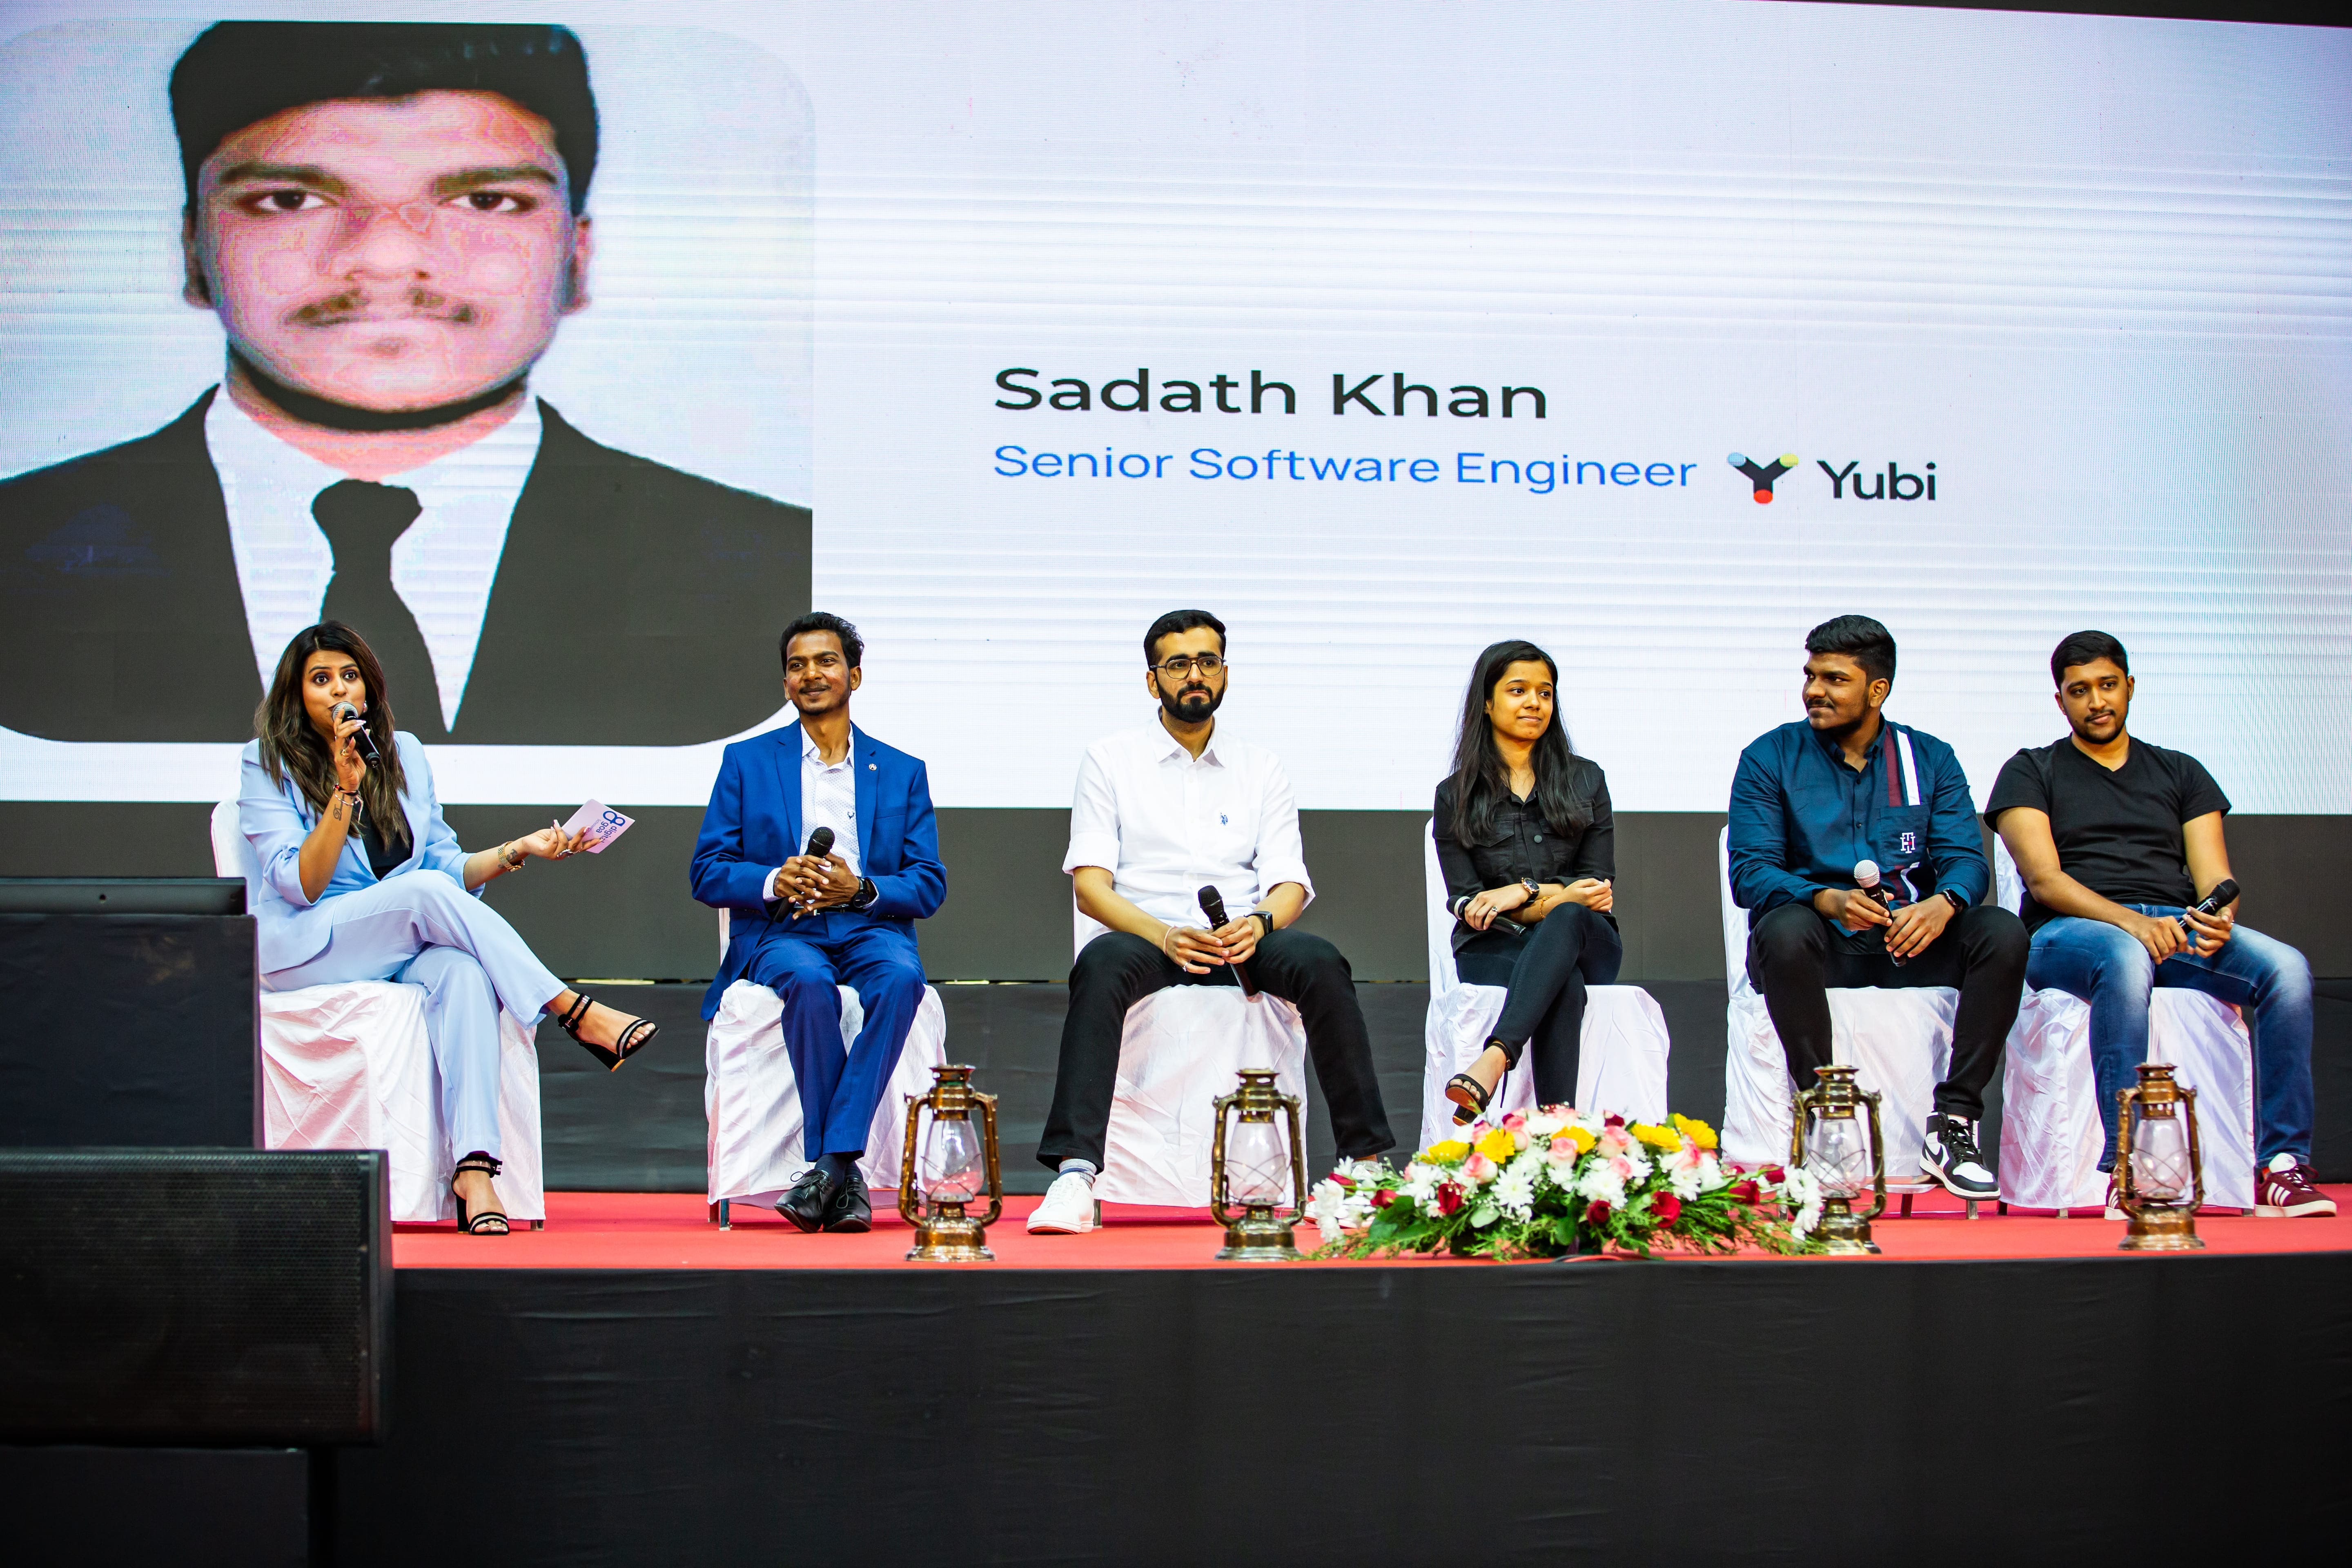 Sadath Khan
Senior Software Engineer
Yubi